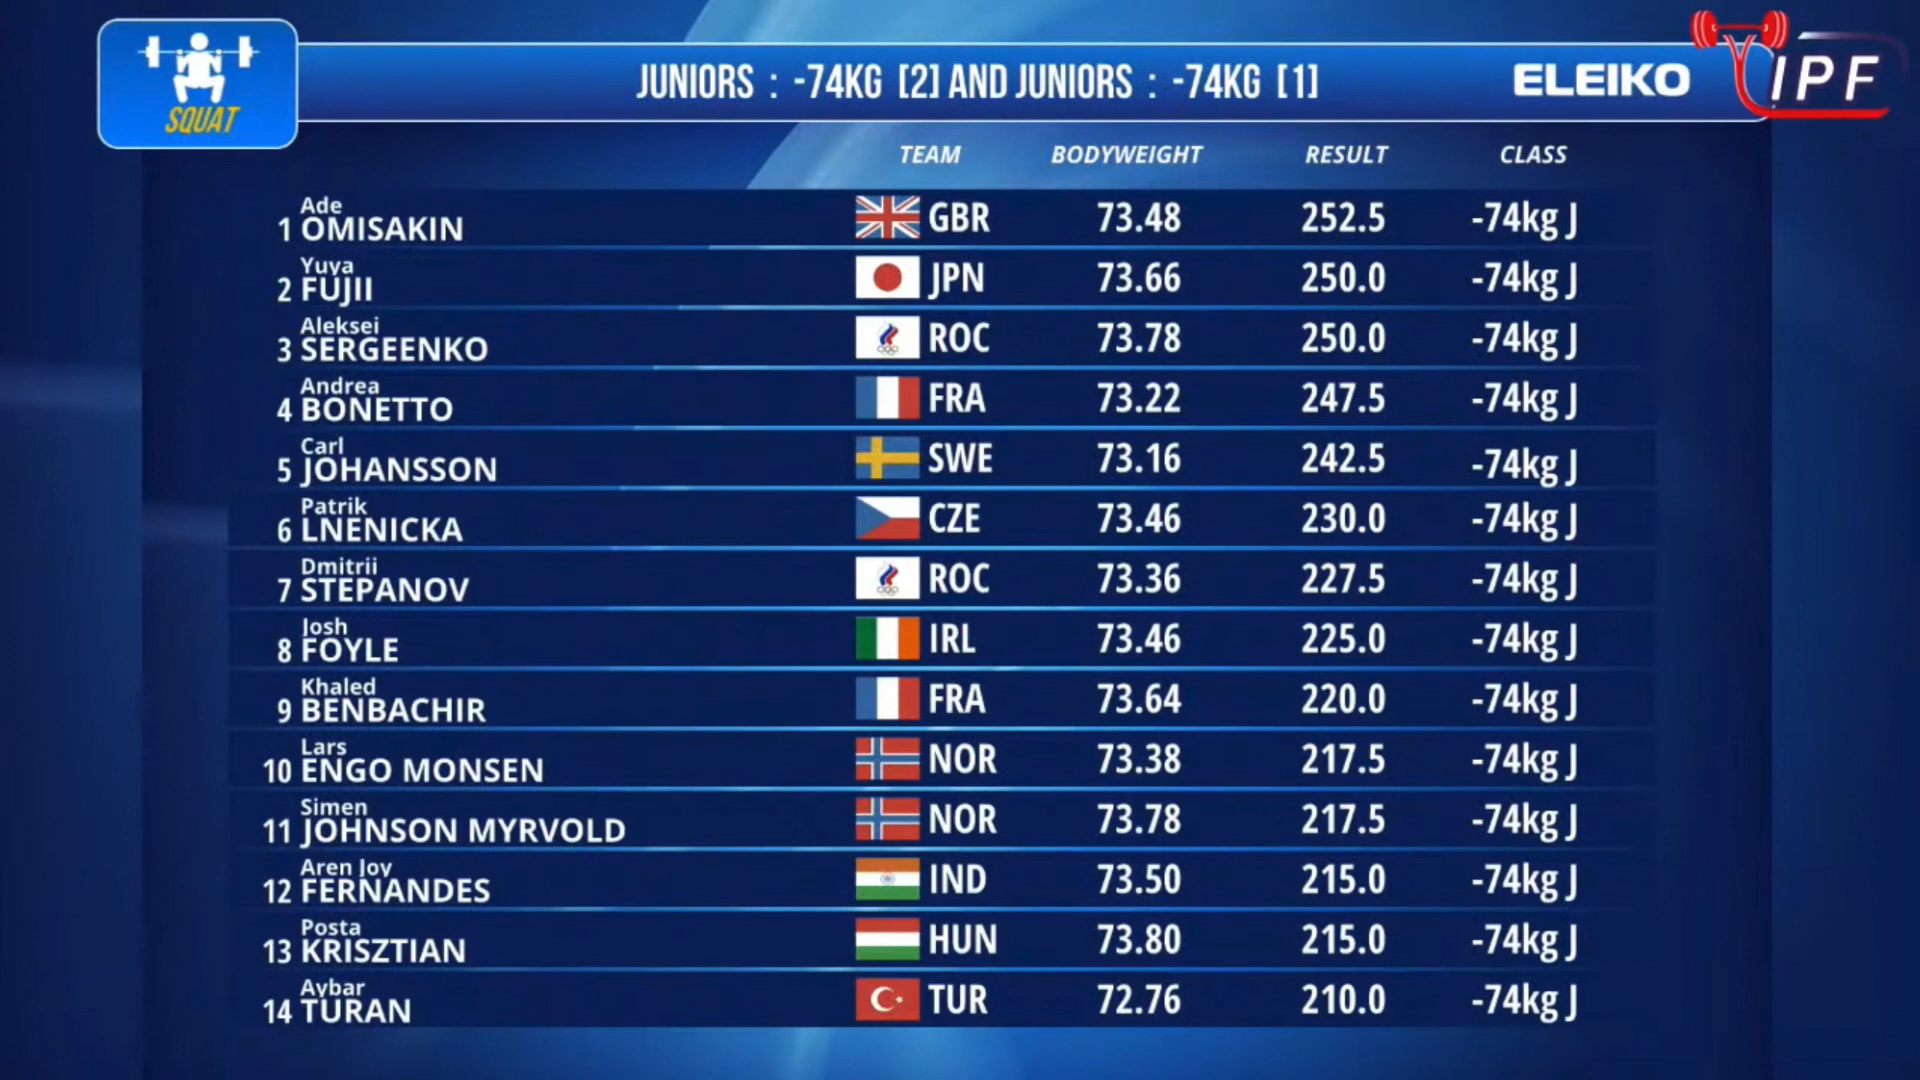 SQUAT
JUNIORS : -74KG [2] AND JUNIORS : -74KG [1]
ELEIKO
IPF
TEAM BODYWEIGHT RESULT CLASS
Ade
1 OMISAKIN GBR 73.48 252.5 -74kg J
Yuya
2 FUJII JPN 73.66 250.0 -74kg J
Aleksei
3 SERGEENKO ROC 73.78 250.0 -74kg J
Andrea
4 BONETTO FRA 73.22 247.5 -74kg J
Carl
5 JOHANSSON SWE 73.16 242.5 -74kg J
Patrik
6 LNENICKA CZE 73.46 230.0 -74kg J
Dmitrii
7 STEPANOV ROC 73.36 227.5 -74kg J
Josh
8 FOYLE IRL 73.46 225.0 -74kg J
Khaled
9 BENBACHIR FRA 73.64 220.0 -74kg J
Lars
10 ENGO MONSEN NOR 73.38 217.5 -74kg J
Simen
11 JOHNSON MYRVOLD NOR 73.78 217.5 -74kg J
Aren Joy
12 FERNANDES IND 73.50 215.0 -74kg J
Posta
13 KRISZTIAN HUN 73.80 215.0 -74kg J
Aybar
14 TURAN TUR 72.76 210.0 -74kg J